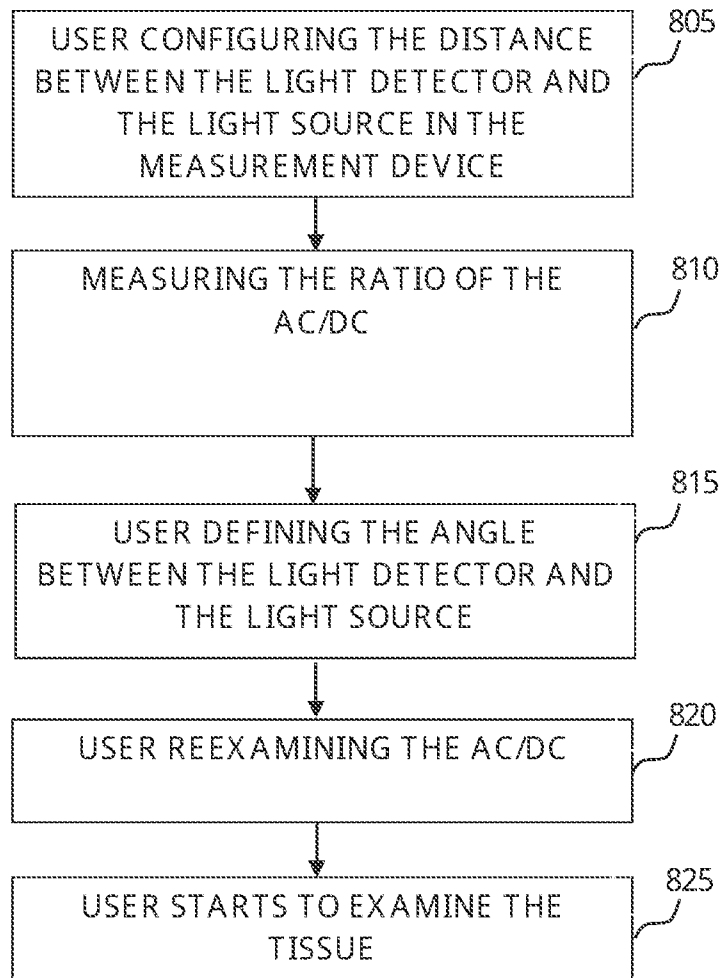 USER CONFIGURING THE DISTANCE
BETWEEN THE LIGHT DETECTOR AND
THE LIGHT SOURCE IN THE
MEASUREMENT DEVICE
805
MEASURING THE RATIO OF THE
AC/DC
810
USER DEFINING THE ANGLE
BETWEEN THE LIGHT DETECTOR AND
THE LIGHT SOURCE
815
USER REEXAMINING THE AC/DC
820
USER STARTS TO EXAMINE THE
TISSUE
825